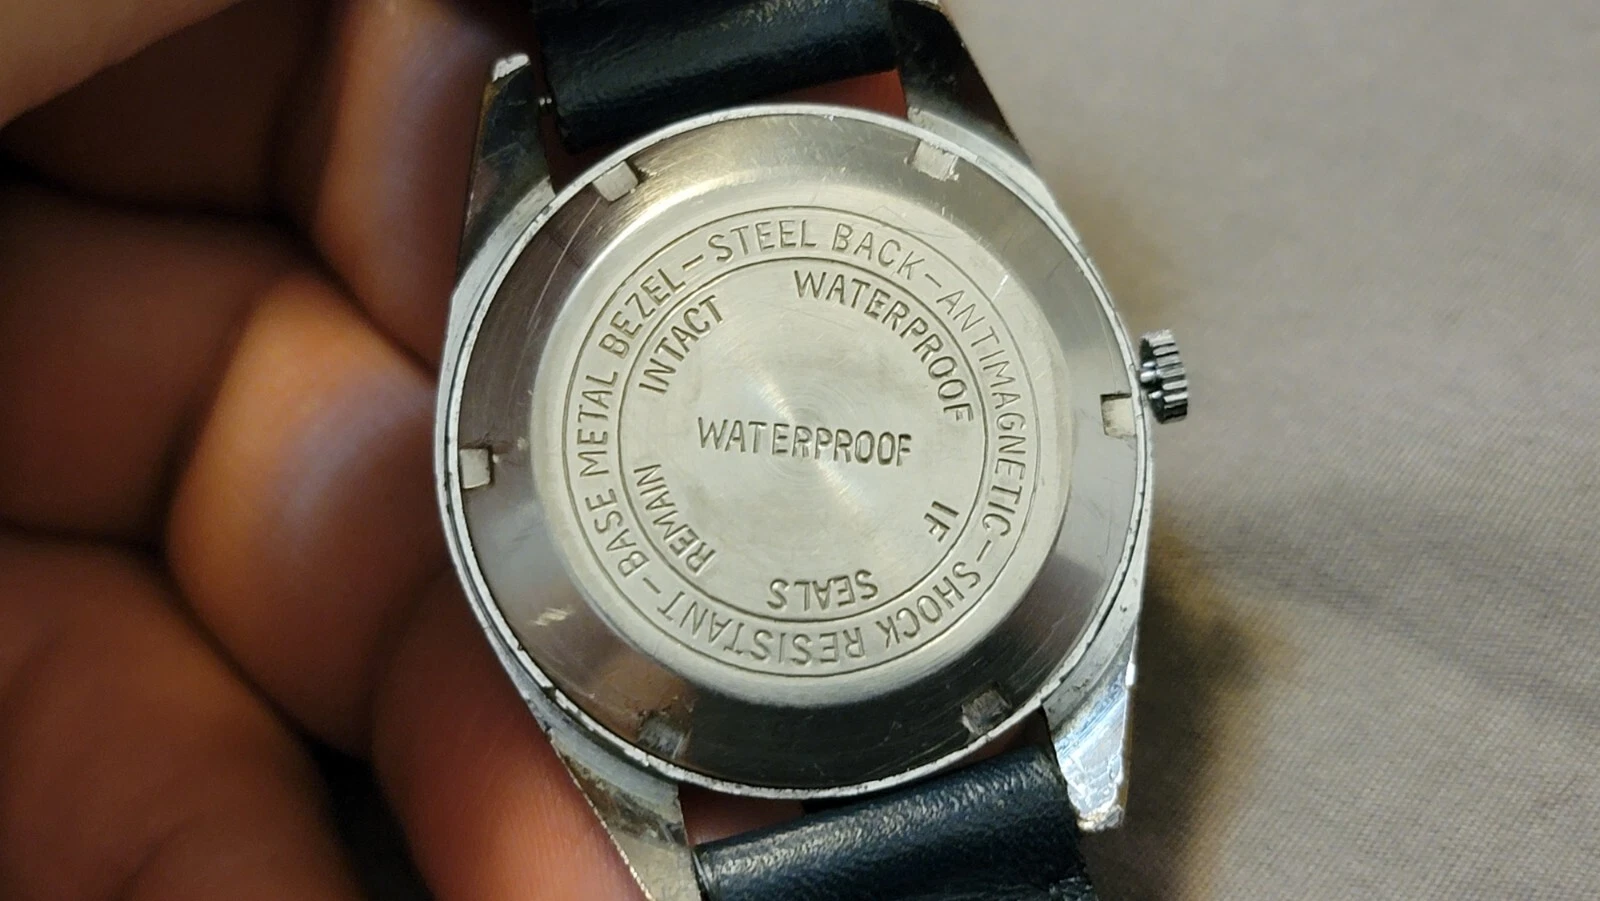 BASE METAL BEZEL–STEEL BACK–ANTIMAGNETIC–SHOCK RESISTANT–
WATERPROOF IF SEALS REMAIN INTACT
WATERPROOF